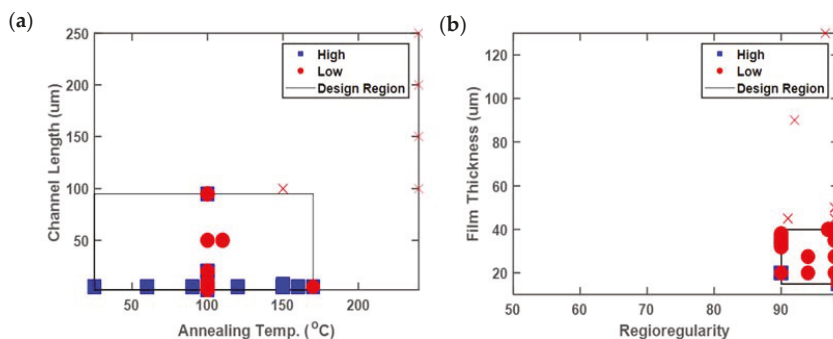 (a)
250
200
150
100
50
Channel Length (um)
High
Low
Design Region
50
100
150
200
Annealing Temp. (°C)
(b)
120
100
80
60
40
20
Film Thickness (um)
High
Low
Design Region
50
60
70
80
90
Regioregularity